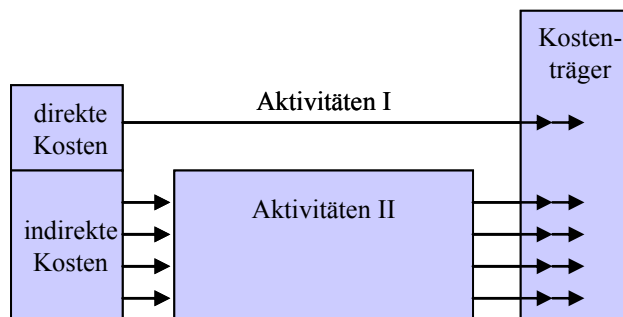 Kosten-
träger
direkte
Kosten
Aktivitäten I
indirekte
Kosten
Aktivitäten II